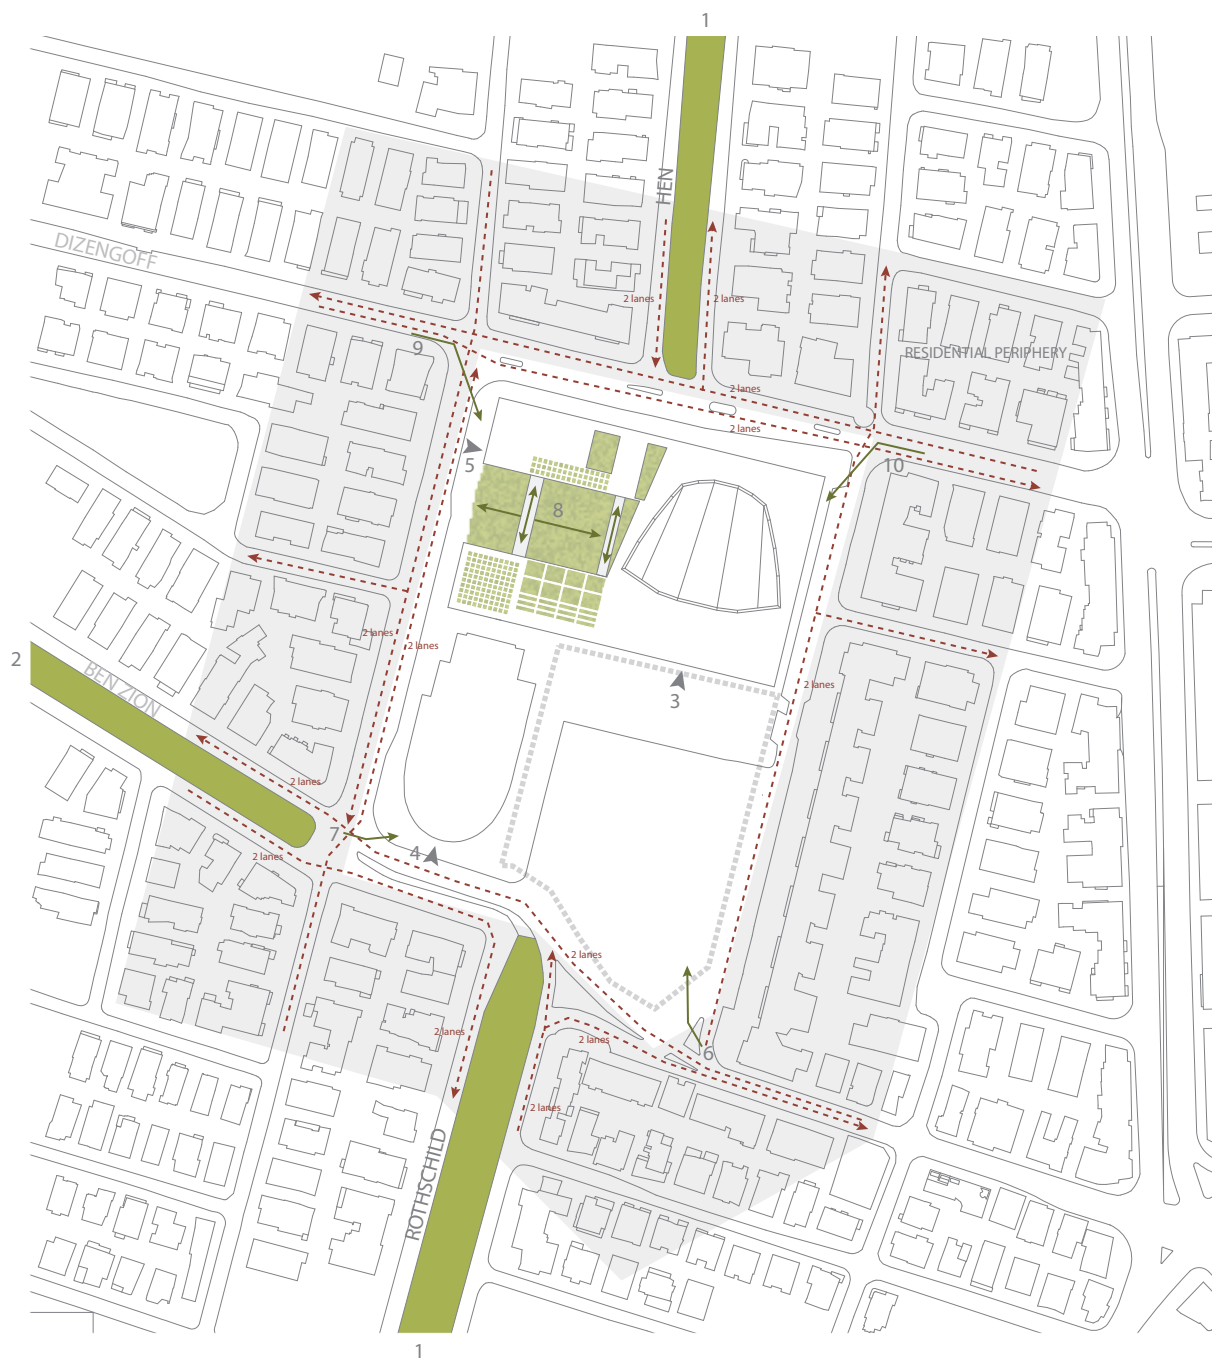 1
HEN
DIZENGOFF
2 lanes
2 lanes
9
RESIDENTIAL PERIPHERY
2 lanes
2 lanes
5
10
8
2 lanes
2 lanes
2
BEN ZION
2 lanes
3
2 lanes
7
4
2 lanes
2 lanes
2 lanes
2 lanes
6
2 lanes
ROTHSCHILD
1